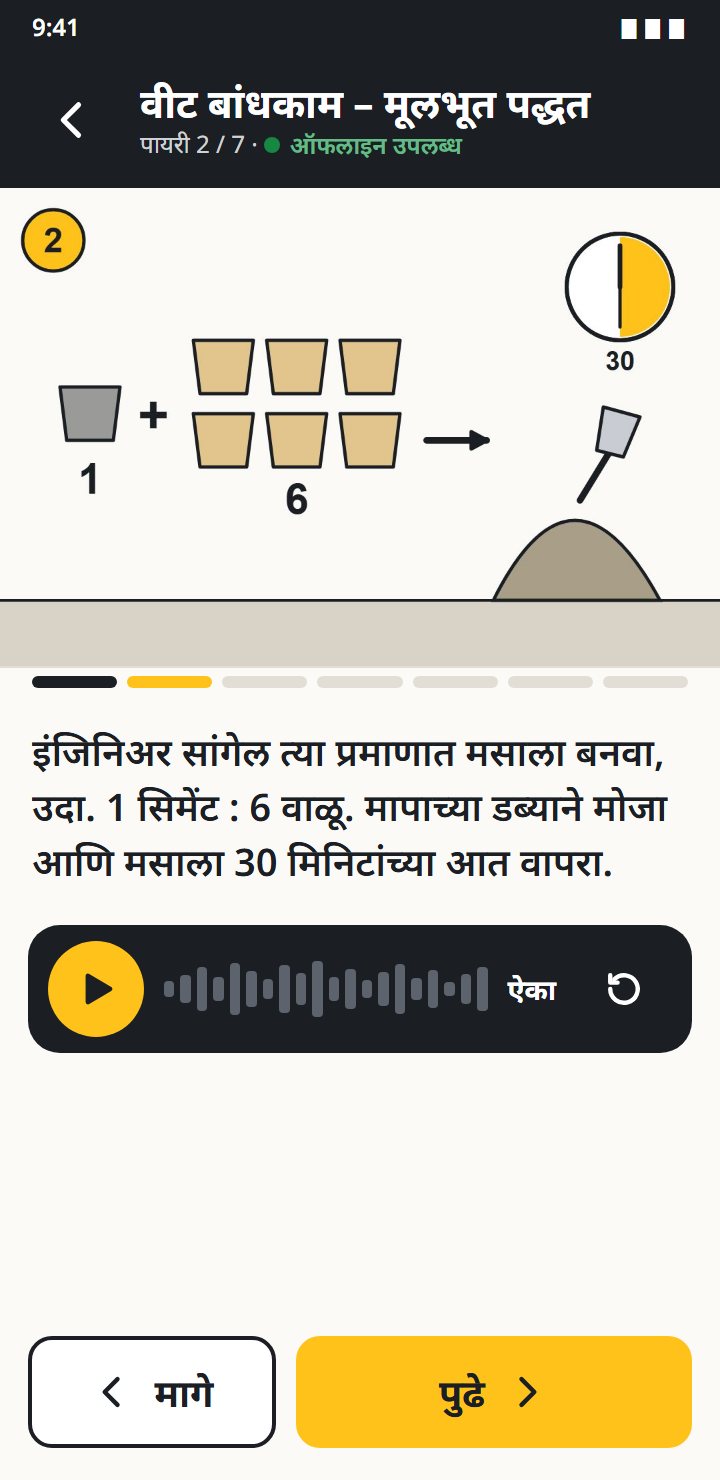 9:41
वीट बांधकाम – मूलभूत पद्धत
पायरी 2 / 7 · ऑफलाइन उपलब्ध
2
30
+
1
6
इंजिनिअर सांगेल त्या प्रमाणात मसाला बनवा,
उदा. 1 सिमेंट : 6 वाळू. मापाच्या डब्याने मोजा
आणि मसाला 30 मिनिटांच्या आत वापरा.
ऐका
मागे
पुढे